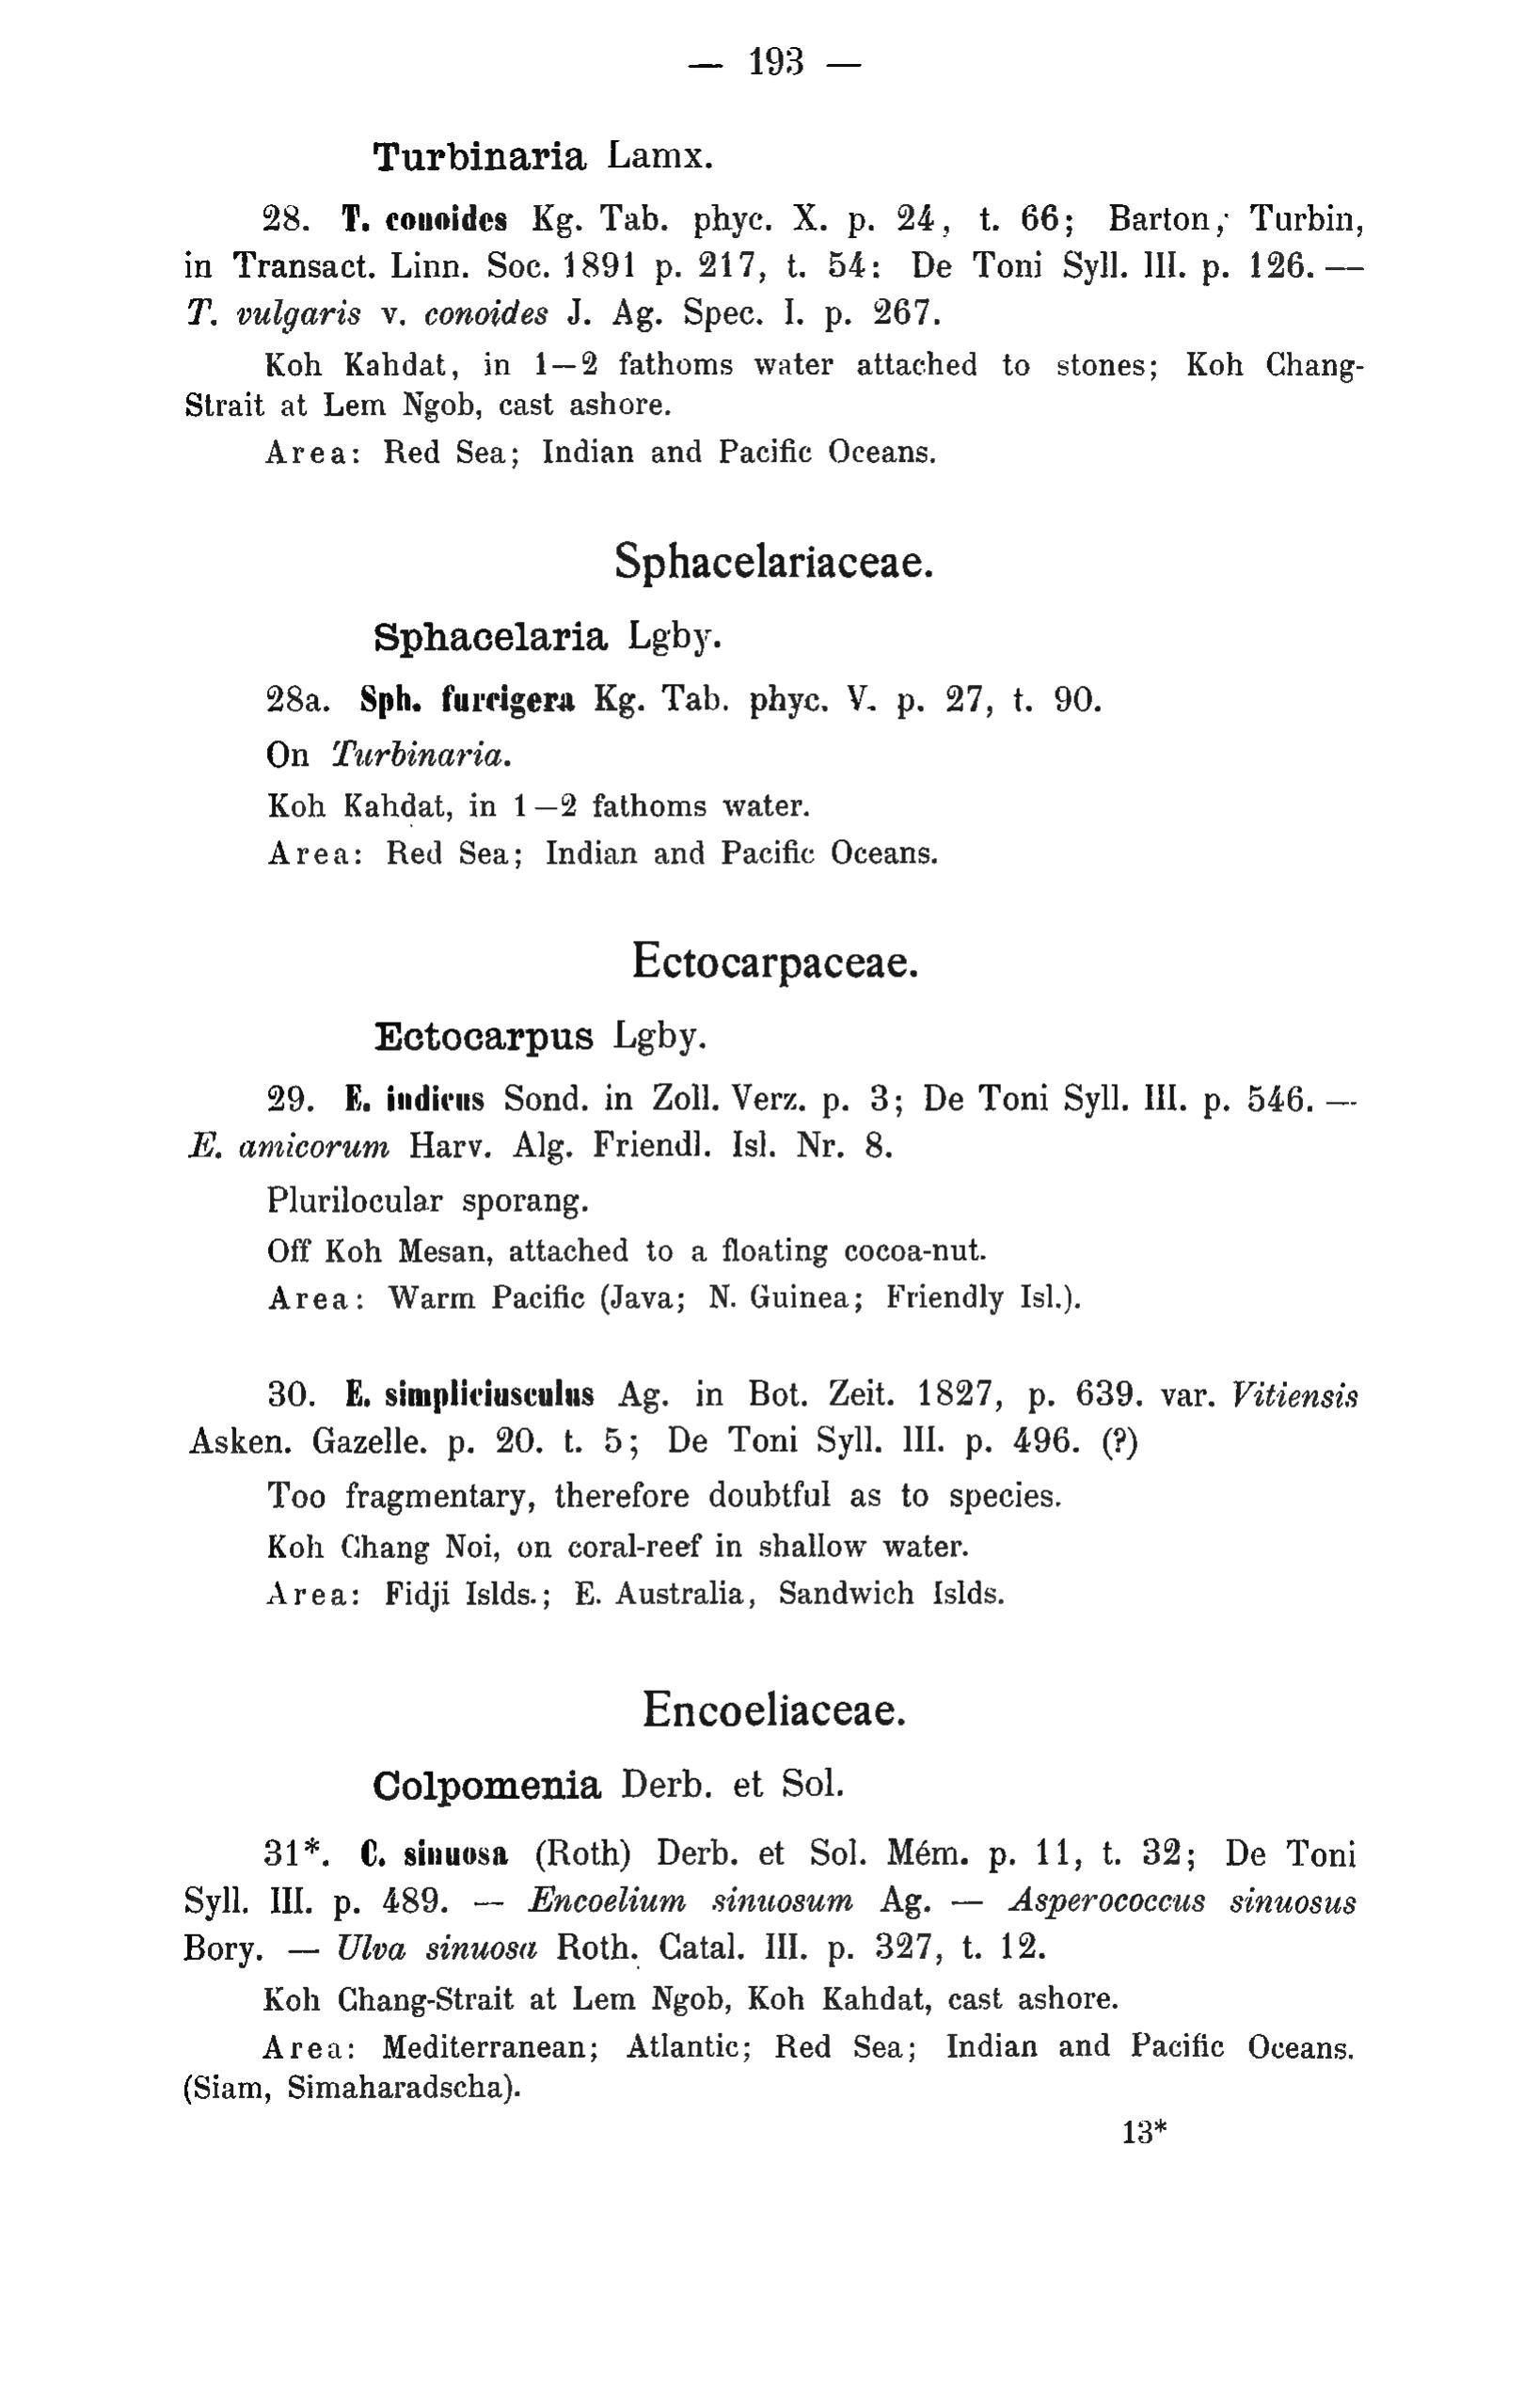 — 193 —
Turbinaria Lamx.
28. T. conoides Kg. Tab. phyc. X. p. 24, t. 66; Barton, Turbin,
in Transact. Linn. Soc. 1891 p. 217, t. 54: De Toni Syll. III. p. 126. —
T. vulgaris v. conoides J. Ag. Spec. I. p. 267.
Koh Kahdat, in 1—2 fathoms water attached to stones; Koh Chang-
Strait at Lem Ngob, cast ashore.
Area: Red Sea; Indian and Pacific Oceans.
Sphacelariaceae.
Sphacelaria Lgby.
28a. Sph. furcigera Kg. Tab. phyc. V. p. 27, t. 90.
On Turbinaria.
Koh Kahdat, in 1—2 fathoms water.
Area: Red Sea; Indian and Pacific Oceans.
Ectocarpaceae.
Ectocarpus Lgby.
29. E. indicus Sond. in Zoll. Verz. p. 3; De Toni Syll. III. p. 546. —
E. amicorum Harv. Alg. Friendl. Isl. Nr. 8.
Plurilocular sporang.
Off Koh Mesan, attached to a floating cocoa-nut.
Area: Warm Pacific (Java; N. Guinea; Friendly Isl.).
30. E. simpliciusculus Ag. in Bot. Zeit. 1827, p. 639. var. Vitiensis
Asken. Gazelle. p. 20. t. 5; De Toni Syll. III. p. 496. (?)
Too fragmentary, therefore doubtful as to species.
Koh Chang Noi, on coral-reef in shallow water.
Area: Fidji Islds.; E. Australia, Sandwich Islds.
Encoeliaceae.
Colpomenia Derb. et Sol.
31*. C. sinuosa (Roth) Derb. et Sol. Mém. p. 11, t. 32; De Toni
Syll. III. p. 489. — Encoelium sinuosum Ag. — Asperococcus sinuosus
Bory. — Ulva sinuosa Roth. Catal. III. p. 327, t. 12.
Koh Chang-Strait at Lem Ngob, Koh Kahdat, cast ashore.
Area: Mediterranean; Atlantic; Red Sea; Indian and Pacific Oceans.
(Siam, Simaharadscha).
13*